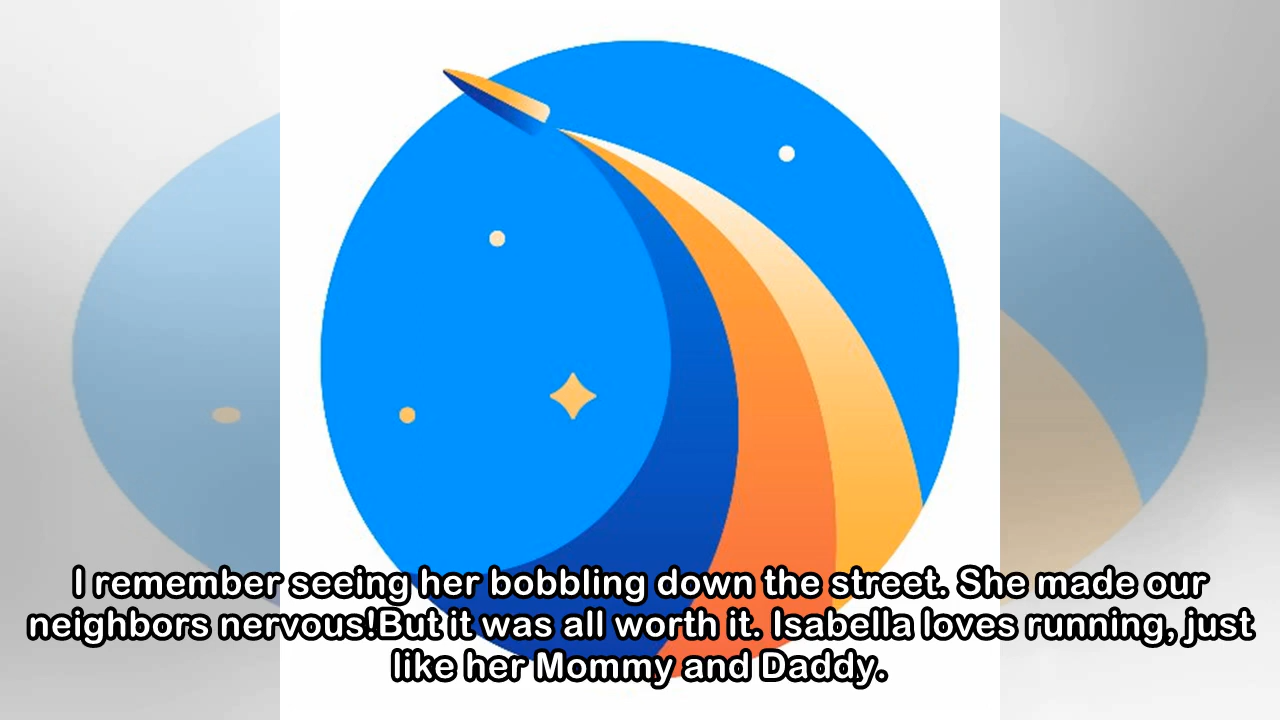 I remember seeing her bobbling down the street. She made our
neighbors nervous!But it was all worth it. Isabella loves running, just
like her Mommy and Daddy.